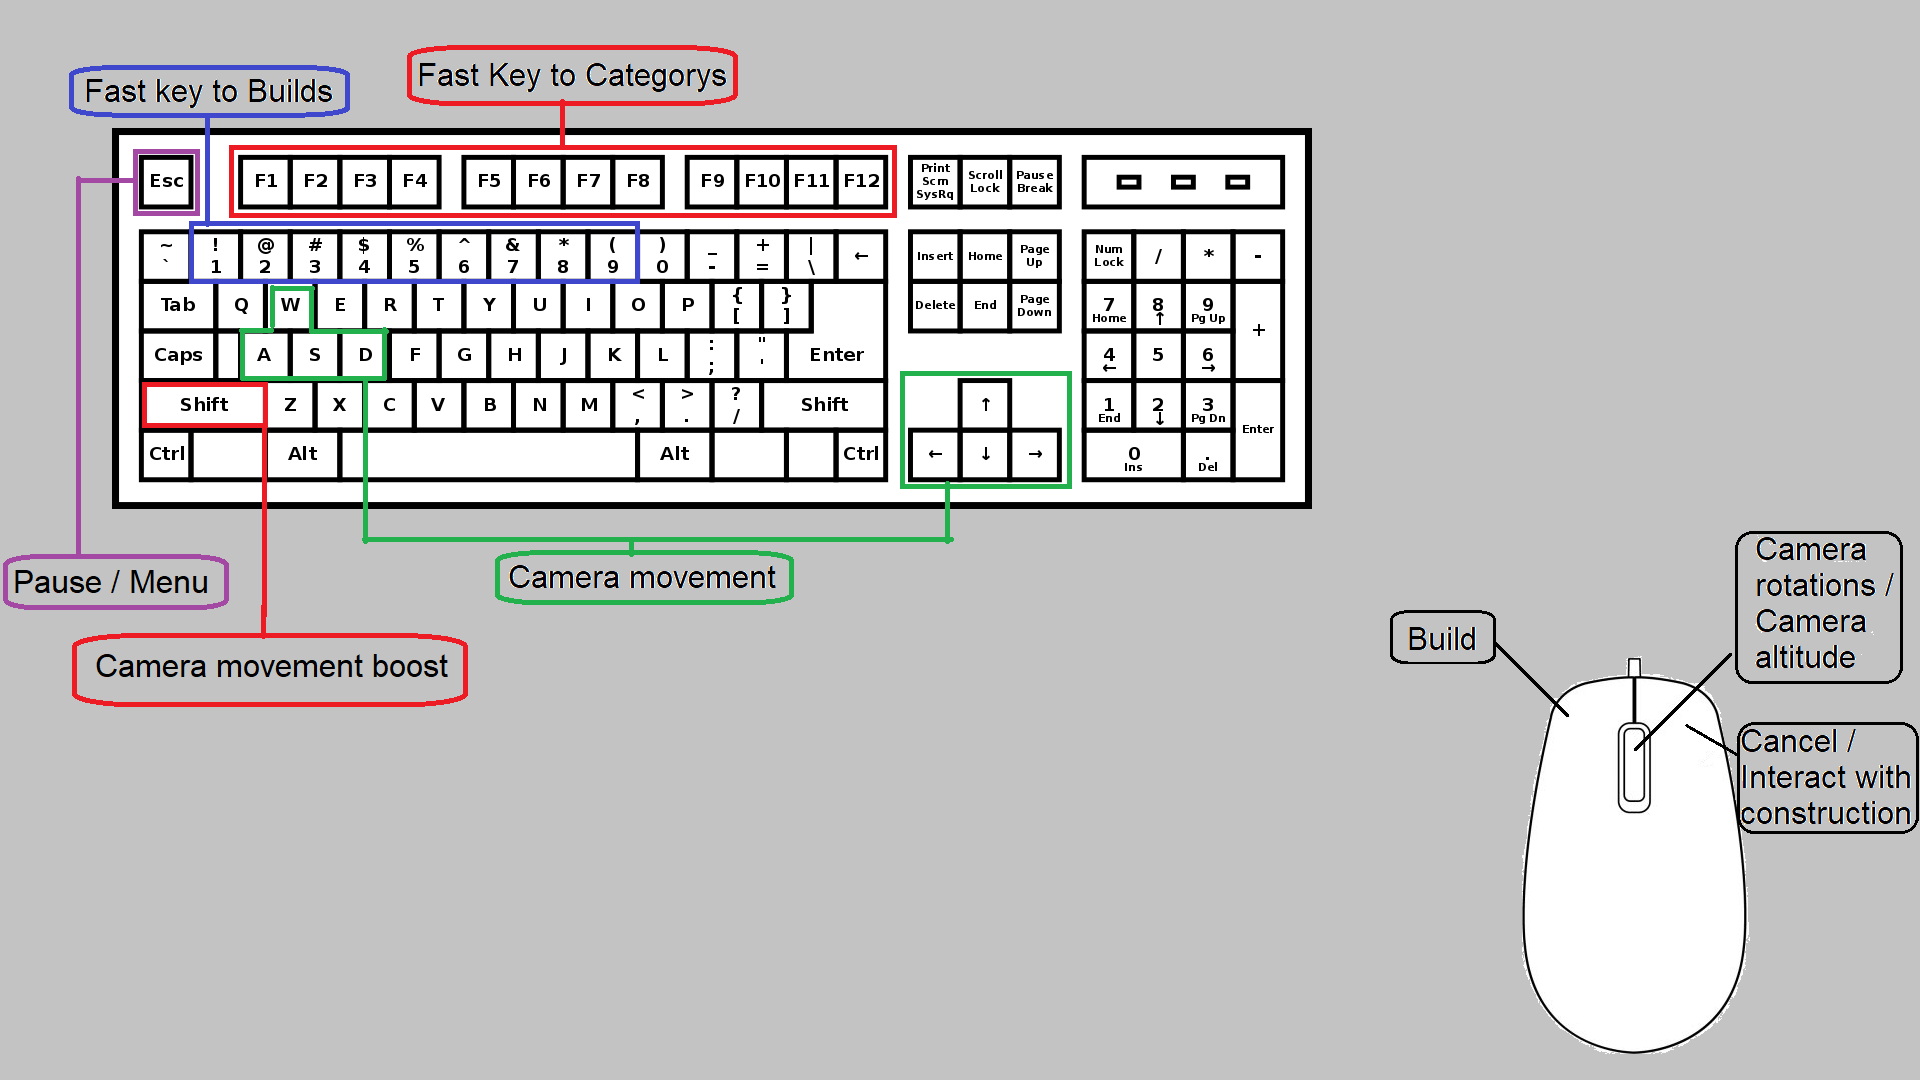 Fast key to Builds
Fast Key to Categorys
Esc F1 F2 F3 F4 F5 F6 F7 F8 F9 F10 F11 F12
Print Scrn SysRq
Scroll Lock
Pause Break
~ ` ! 1 @ 2 # 3 $ 4 % 5 ^ 6 & 7 * 8 ( 9 ) 0 _ - + = | \ ←
Insert Home Page Up
Num Lock / * -
Tab Q W E R T Y U I O P { [ } ]
Delete End Page Down
7 Home 8 ↑ 9 Pg Up +
Caps A S D F G H J K L : ; " ' Enter
4 ← 5 6 →
Shift Z X C V B N M < , > . ? / Shift
↑
1 End 2 ↓ 3 Pg Dn Enter
Ctrl Alt Alt Ctrl
← ↓ →
0 Ins . Del
Pause / Menu
Camera movement
Camera movement boost
Build
Camera
rotations /
Camera
altitude
Cancel /
Interact with
construction